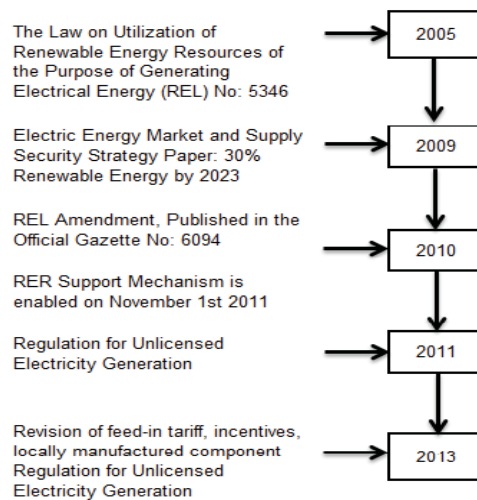 The Law on Utilization of
Renewable Energy Resources of
the Purpose of Generating
Electrical Energy (REL) No: 5346
2005
Electric Energy Market and Supply
Security Strategy Paper: 30%
Renewable Energy by 2023
2009
REL Amendment, Published in the
Official Gazette No: 6094
2010
RER Support Mechanism is
enabled on November 1st 2011
Regulation for Unlicensed
Electricity Generation
2011
Revision of feed-in tariff, incentives,
locally manufactured component
Regulation for Unlicensed
Electricity Generation
2013